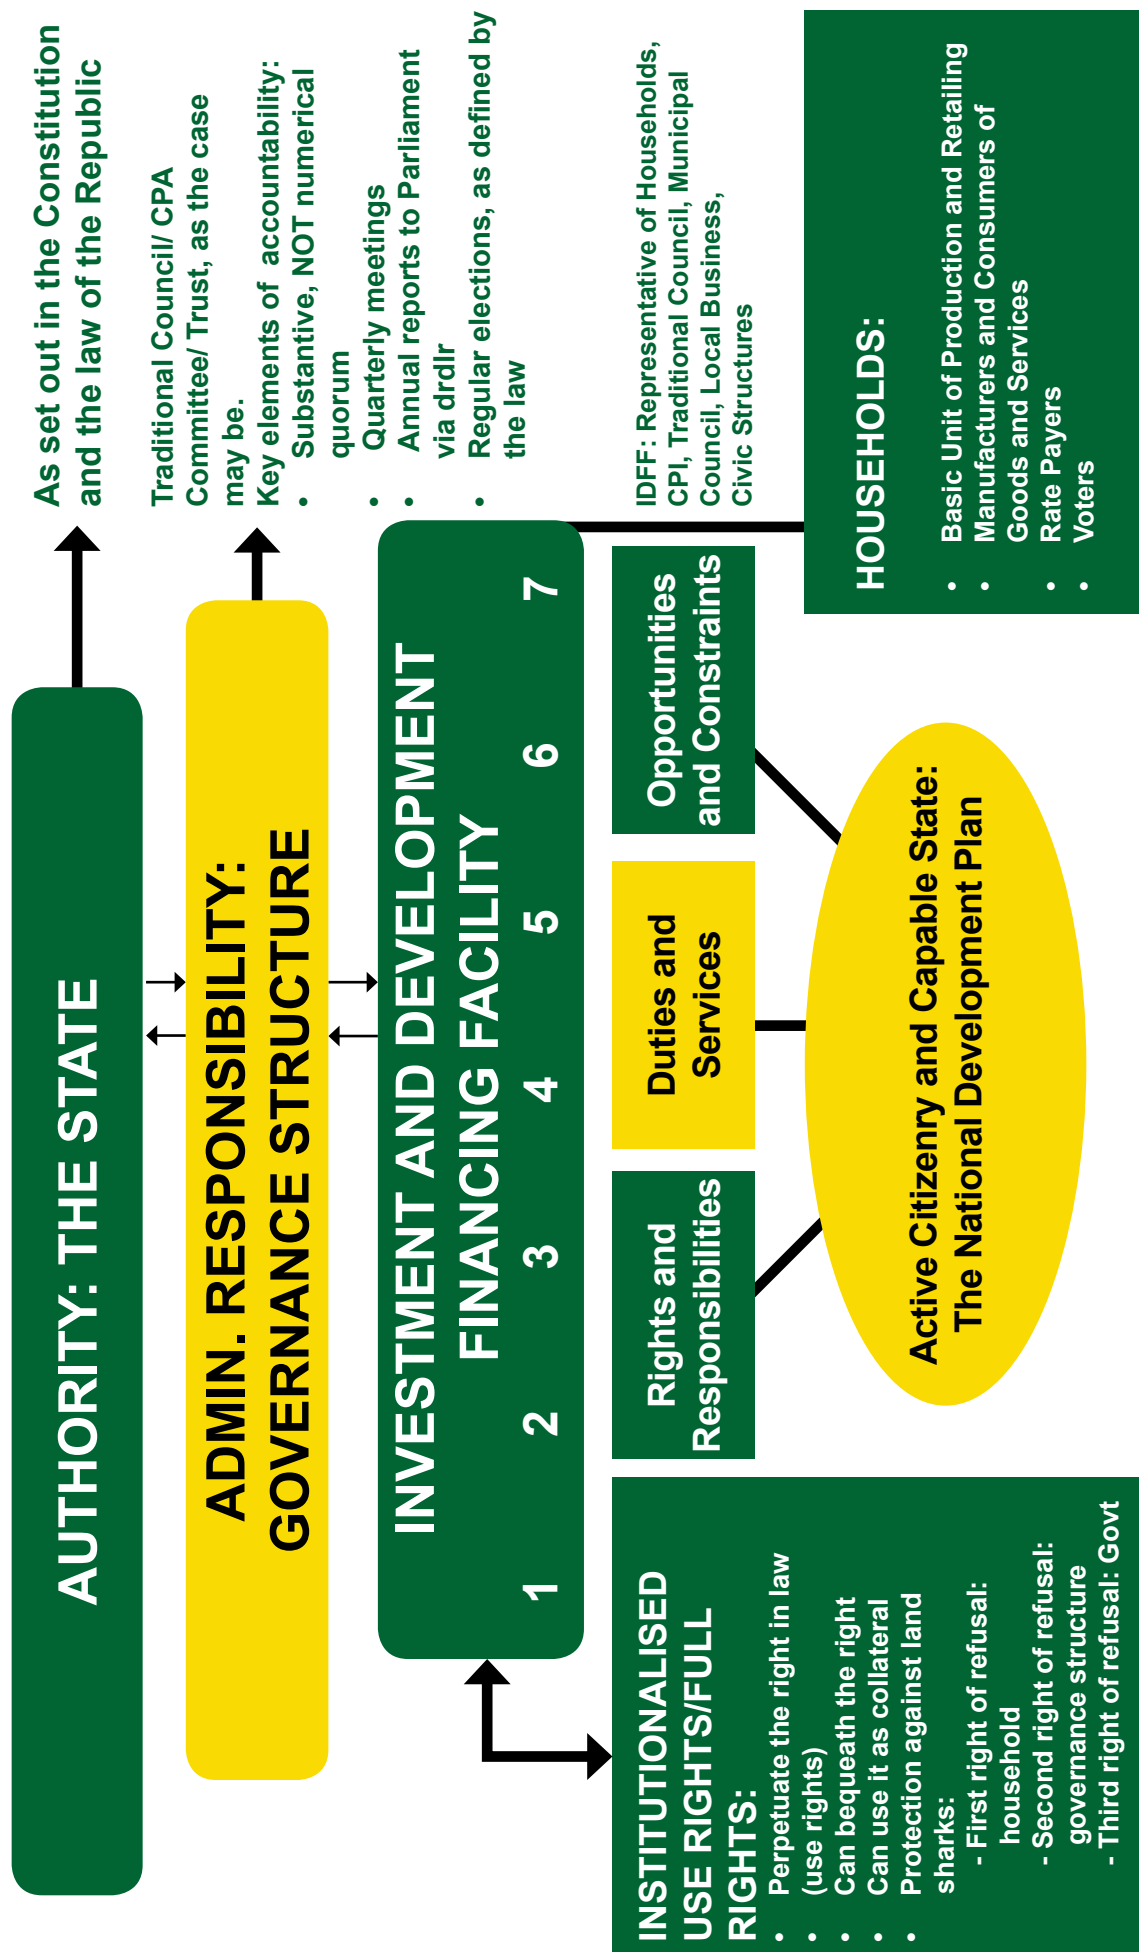 AUTHORITY: THE STATE
As set out in the Constitution
and the law of the Republic
ADMIN. RESPONSIBILITY:
GOVERNANCE STRUCTURE
Traditional Council/ CPA
Committee/ Trust, as the case
may be.
Key elements of accountability:
• Substantive, NOT numerical
quorum
• Quarterly meetings
• Annual reports to Parliament
via drdlr
• Regular elections, as defined by
the law
INVESTMENT AND DEVELOPMENT
FINANCING FACILITY
1 2 3 4 5 6 7
IDFF: Representative of Households,
CPI, Traditional Council, Municipal
Council, Local Business,
Civic Structures
INSTITUTIONALISED
USE RIGHTS/FULL
RIGHTS:
• Perpetuate the right in law
• (use rights)
• Can bequeath the right
• Can use it as collateral
• Protection against land
sharks:
- First right of refusal:
household
- Second right of refusal:
governance structure
- Third right of refusal: Govt
Rights and
Responsibilities
Duties and
Services
Opportunities
and Constraints
Active Citizenry and Capable State:
The National Development Plan
HOUSEHOLDS:
• Basic Unit of Production and Retailing
• Manufacturers and Consumers of
Goods and Services
• Rate Payers
• Voters